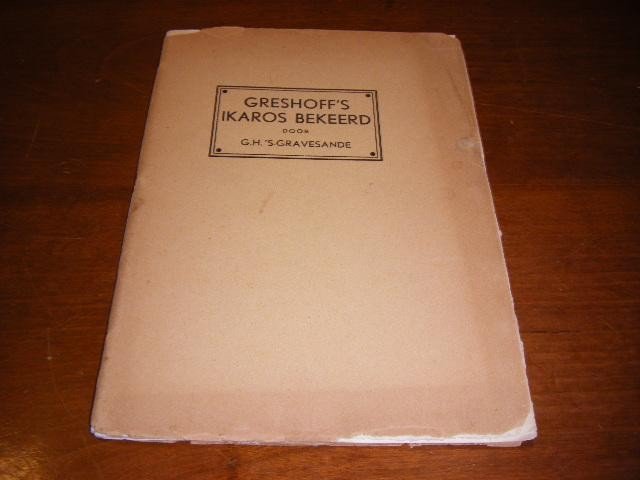 GRESHOFF'S
IKAROS BEKEERD
DOOR
G.H. 'S-GRAVESANDE